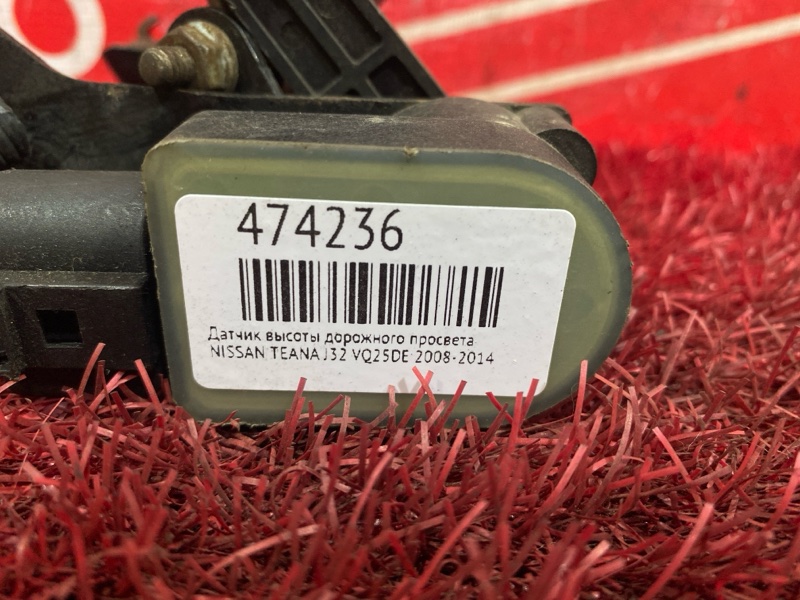 474236
Датчик высоты дорожного просвета
NISSAN TEANA J32 VQ25DE 2008-2014